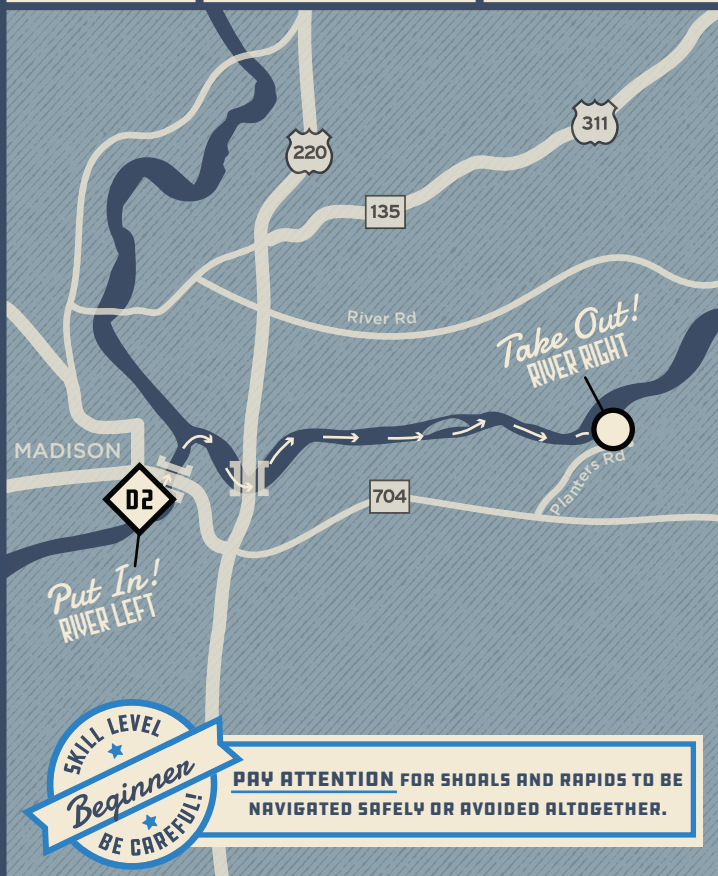 311
220
135
River Rd
Take Out!
RIVER RIGHT
MADISON
Planters Rd
D2
704
Put In!
RIVER LEFT
SKILL LEVEL
Beginner
BE CAREFUL!
PAY ATTENTION FOR SHOALS AND RAPIDS TO BE
NAVIGATED SAFELY OR AVOIDED ALTOGETHER.